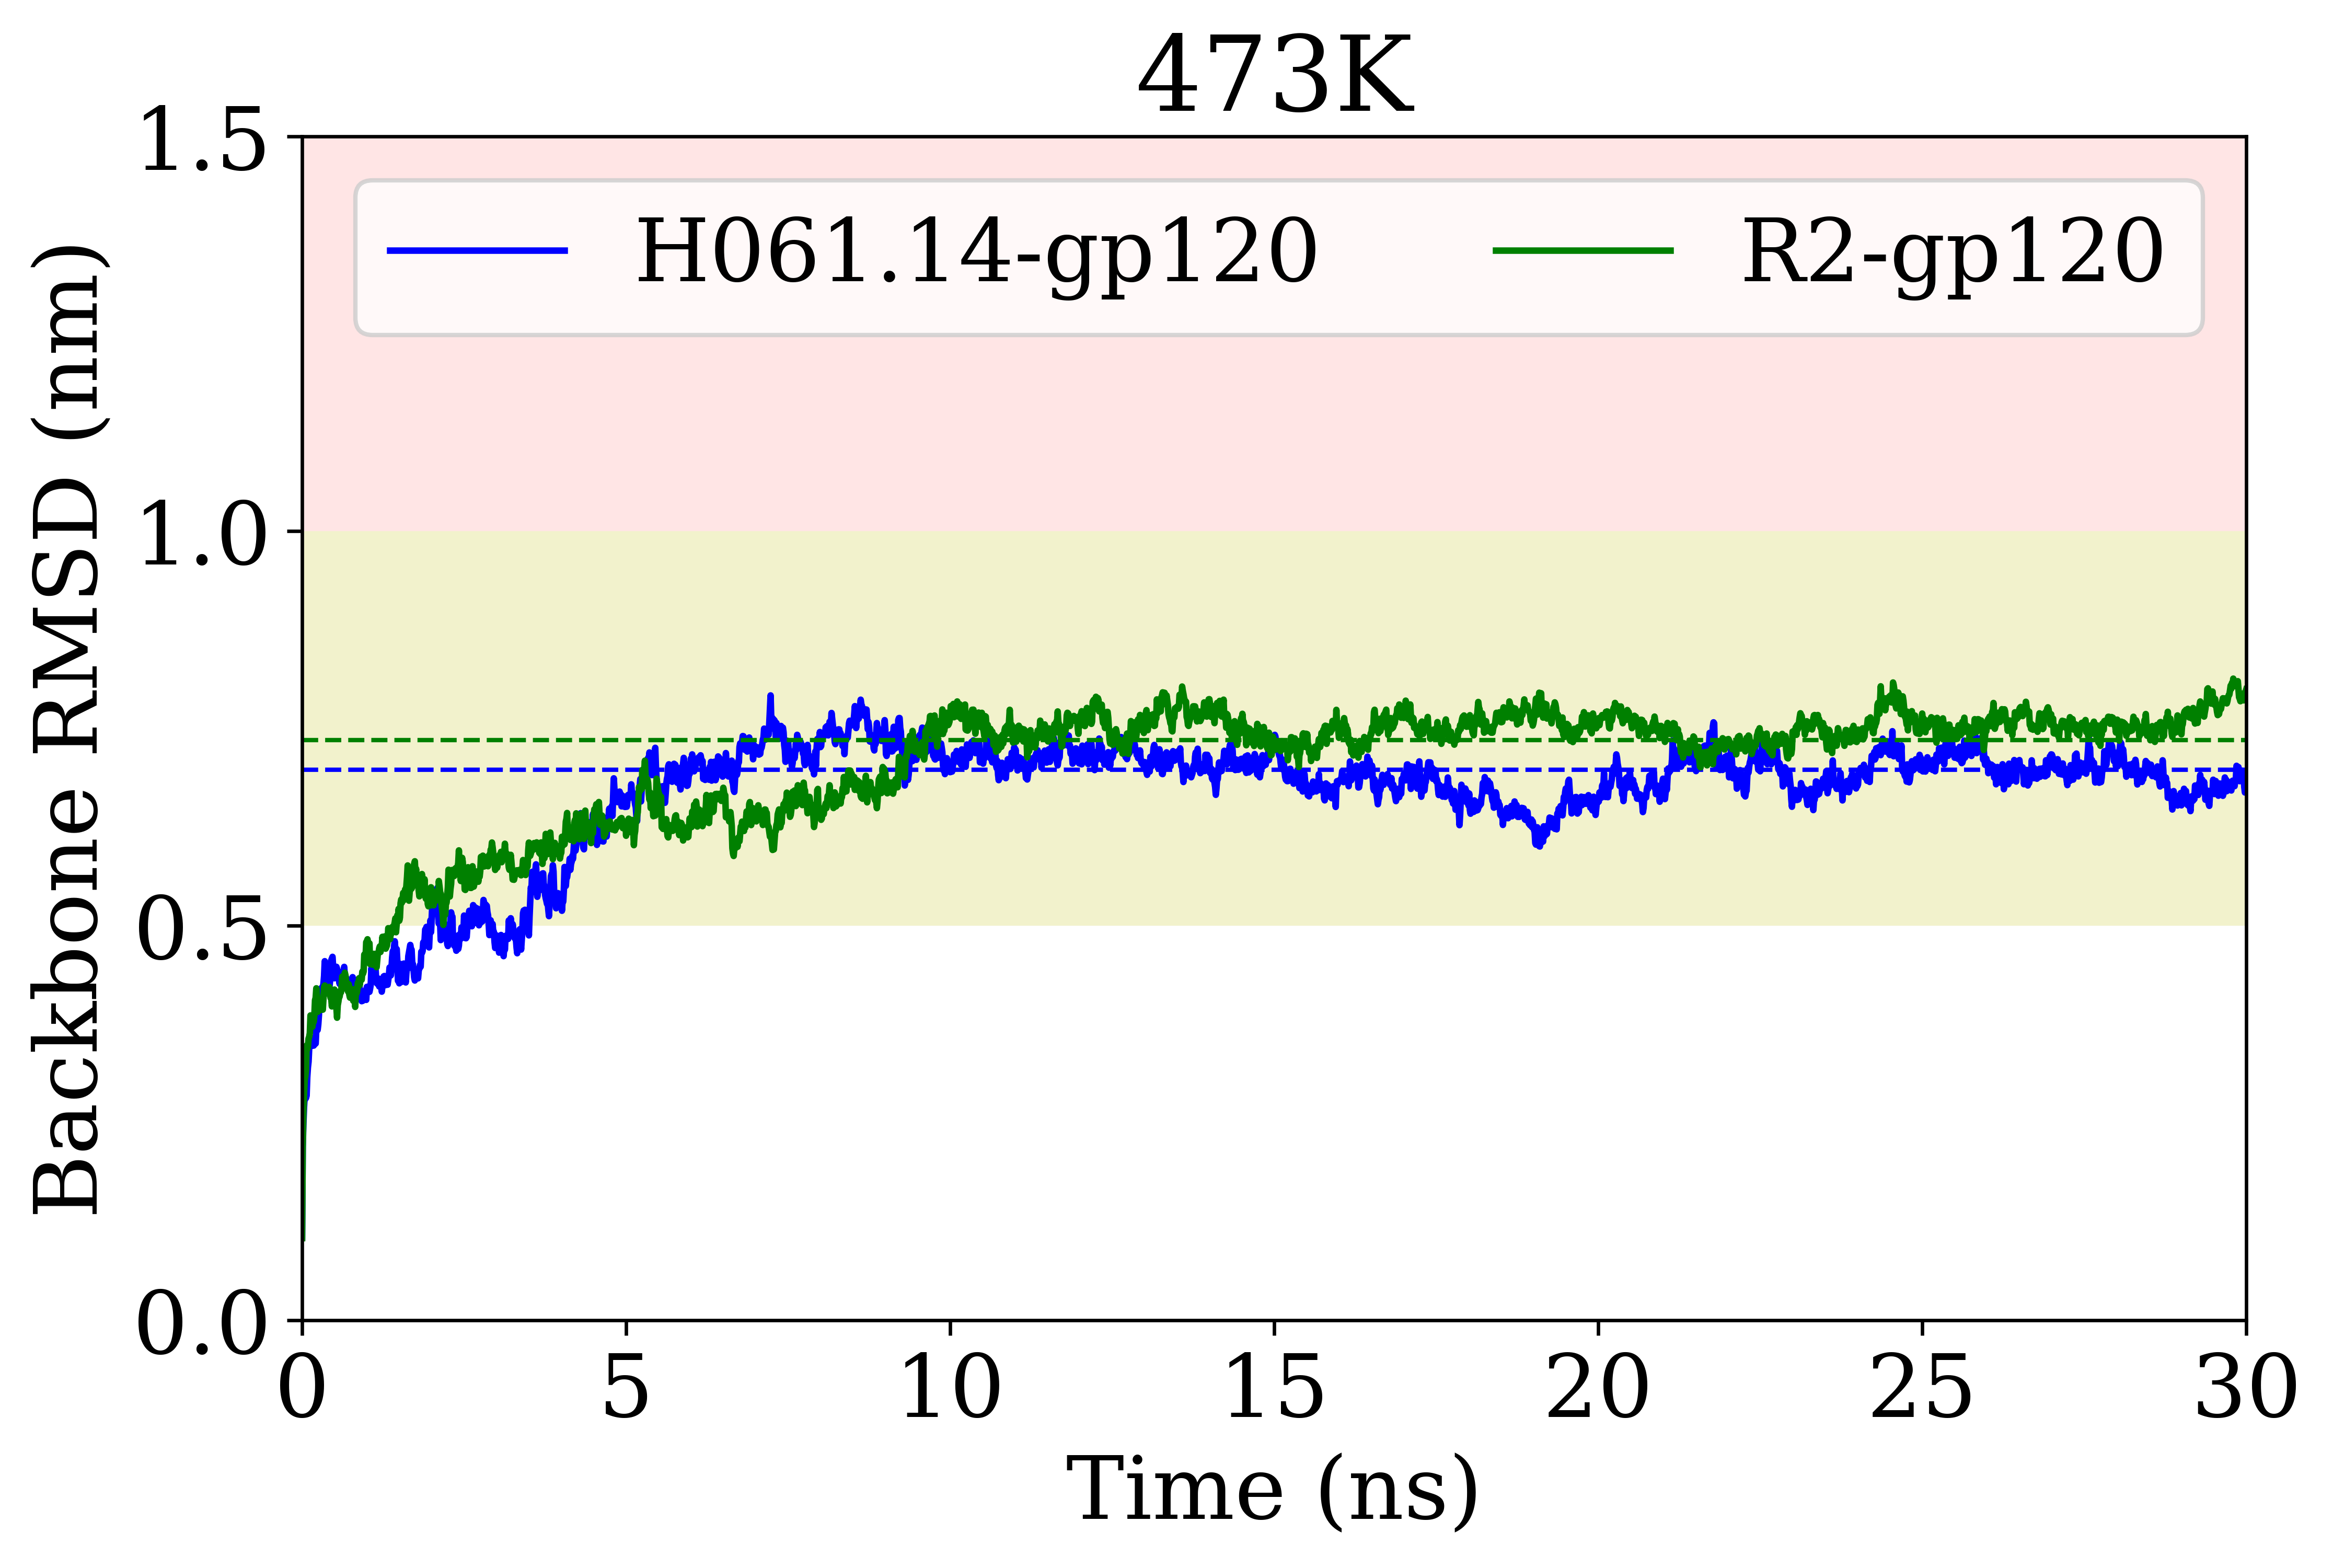 473K
H061.14-gp120 R2-gp120
Backbone RMSD (nm)
1.5
1.0
0.5
0.0
0 5 10 15 20 25 30
Time (ns)